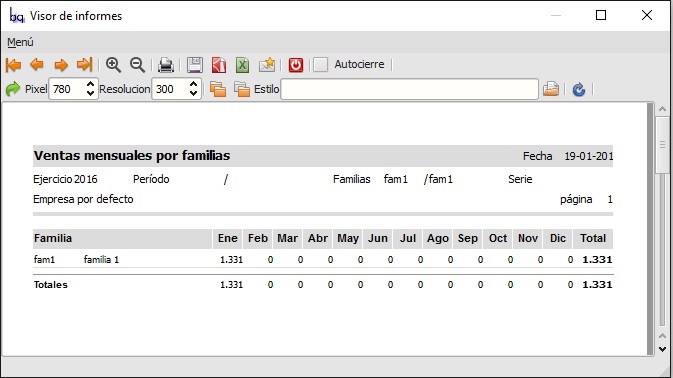 Visor de informes
Menú
Autocierre
Pixel 780 Resolucion 300 Estilo
Ventas mensuales por familias Fecha 19-01-201
Ejercicio 2016 Período / Familias fam1 /fam1 Serie
Empresa por defecto página 1
Familia Ene Feb Mar Abr May Jun Jul Ago Sep Oct Nov Dic Total
fam1 familia 1 1.331 0 0 0 0 0 0 0 0 0 0 0 1.331
Totales 1.331 0 0 0 0 0 0 0 0 0 0 0 1.331